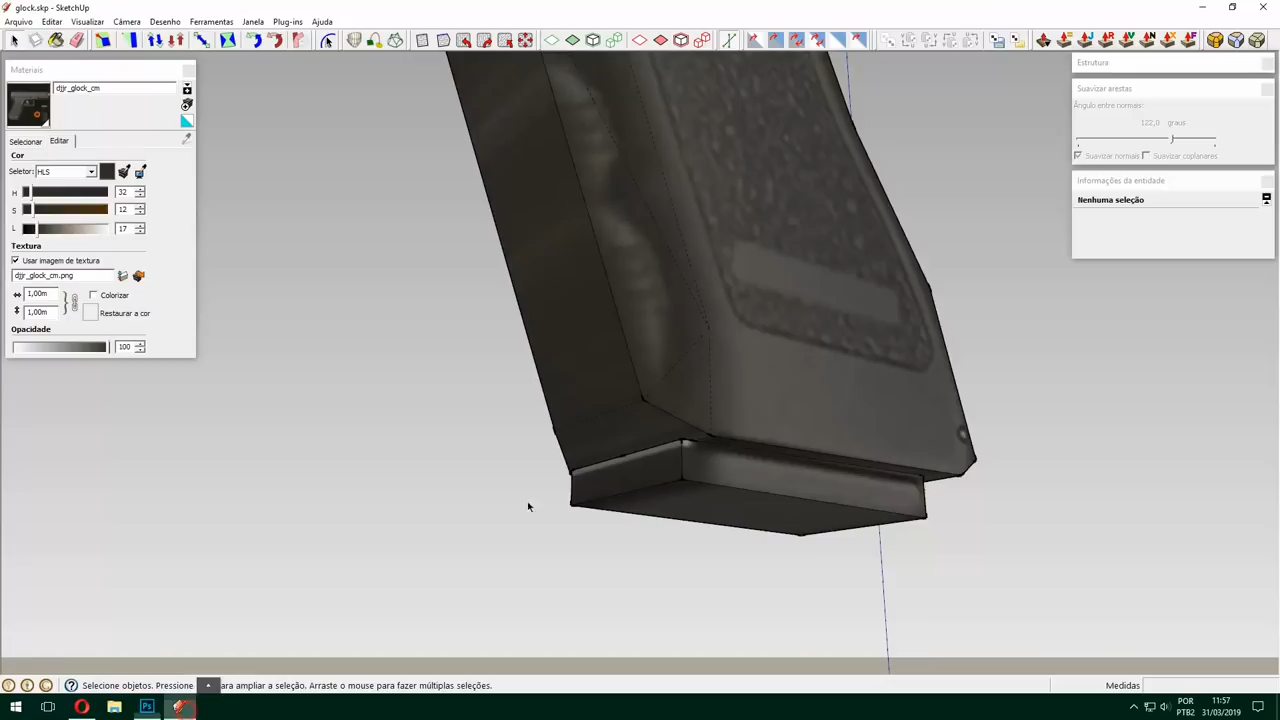 glock.skp - SketchUp
Arquivo Editar Visualizar Câmera Desenho Ferramentas Janela Plug-ins Ajuda
Materiais
djjr_glock_cm
Selecionar Editar
Cor
Seletor: HLS
H 32
S 12
L 17
Textura
Usar imagem de textura
djjr_glock_cm.png
1,00m Colorizar
1,00m Restaurar a cor
Opacidade
100
Estrutura
Suavizar arestas
Ângulo entre normais:
122,0 graus
Suavizar normais Suavizar coplanares
Informações da entidade
Nenhuma seleção
Selecione objetos. Pressione ara ampliar a seleção. Arraste o mouse para fazer múltiplas seleções.
Medidas
Ps
POR
PTB2
11:57
31/03/2019